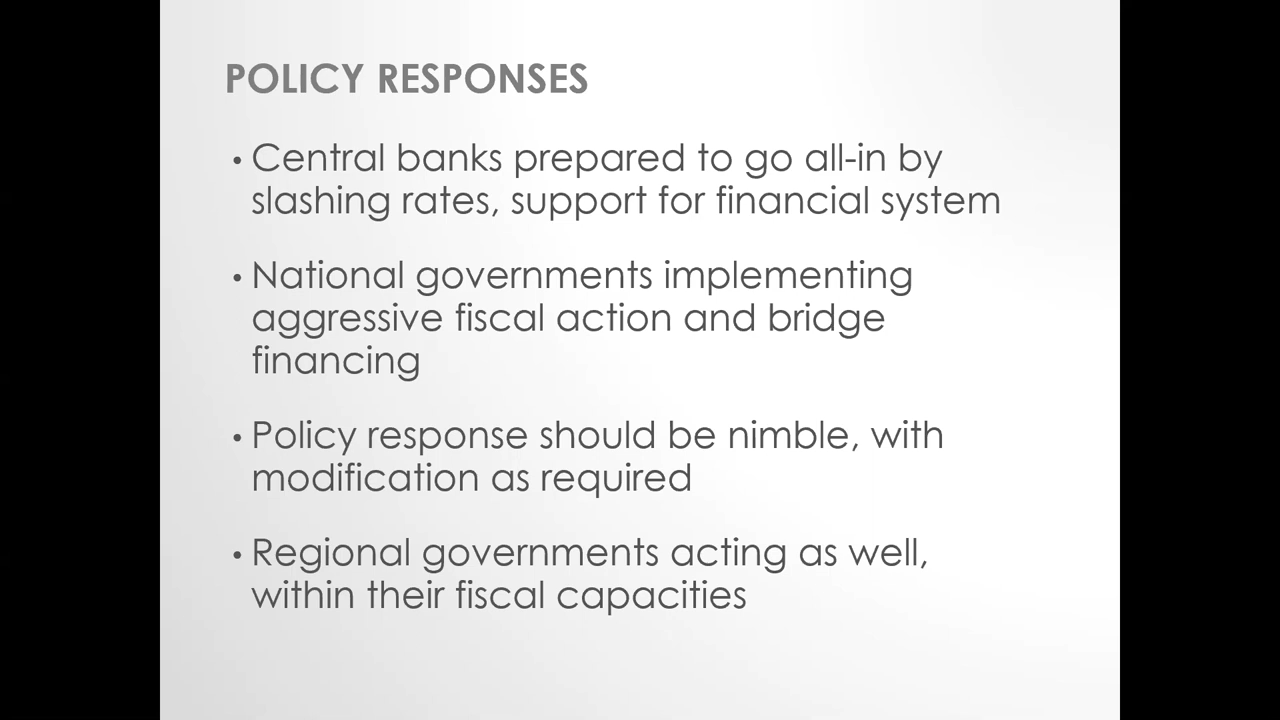 POLICY RESPONSES
• Central banks prepared to go all-in by
slashing rates, support for financial system
• National governments implementing
aggressive fiscal action and bridge
financing
• Policy response should be nimble, with
modification as required
• Regional governments acting as well,
within their fiscal capacities